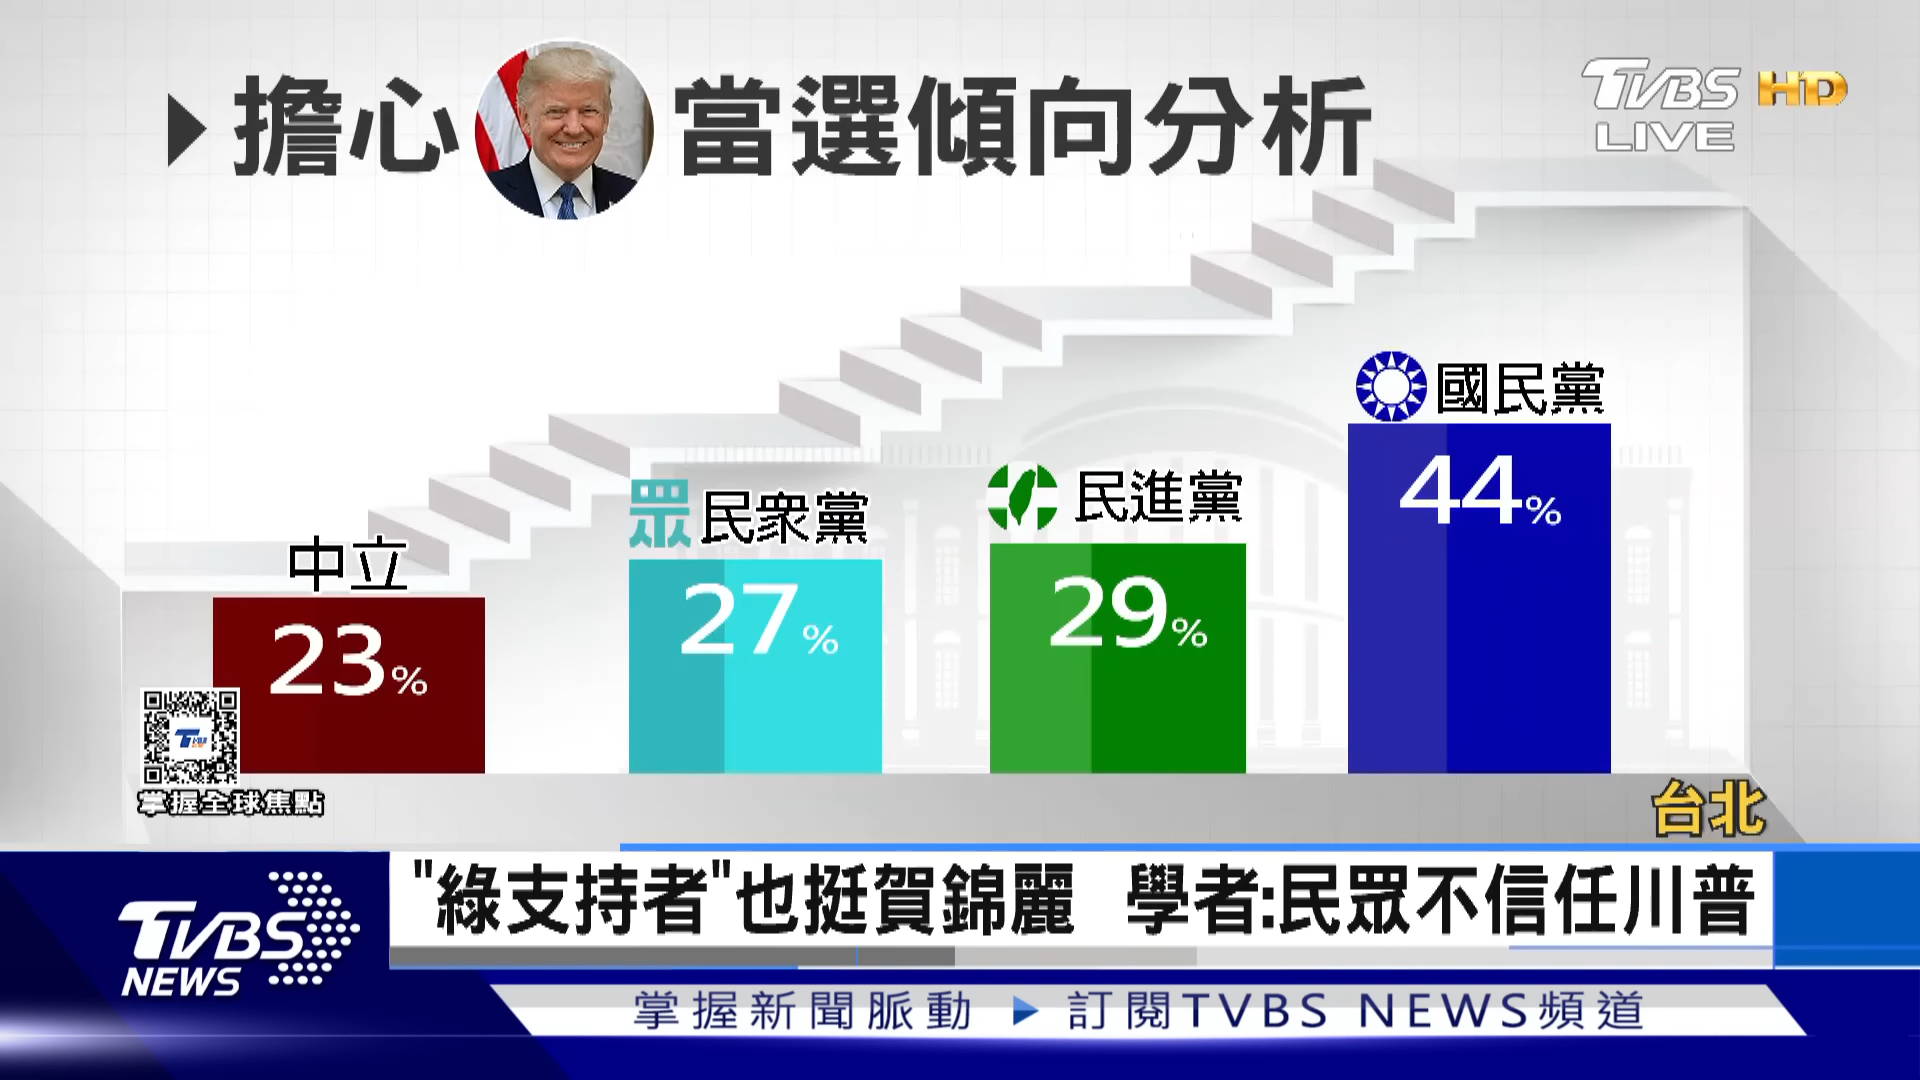 擔心 當選傾向分析
TVBS HD
LIVE
中立
23%
眾 民衆黨
27%
民進黨
29%
國民黨
44%
TVBS
掌握全球焦點
台北
"綠支持者"也挺賀錦麗 學者:民眾不信任川普
TVBS
NEWS
掌握新聞脈動 訂閱TVBS NEWS頻道